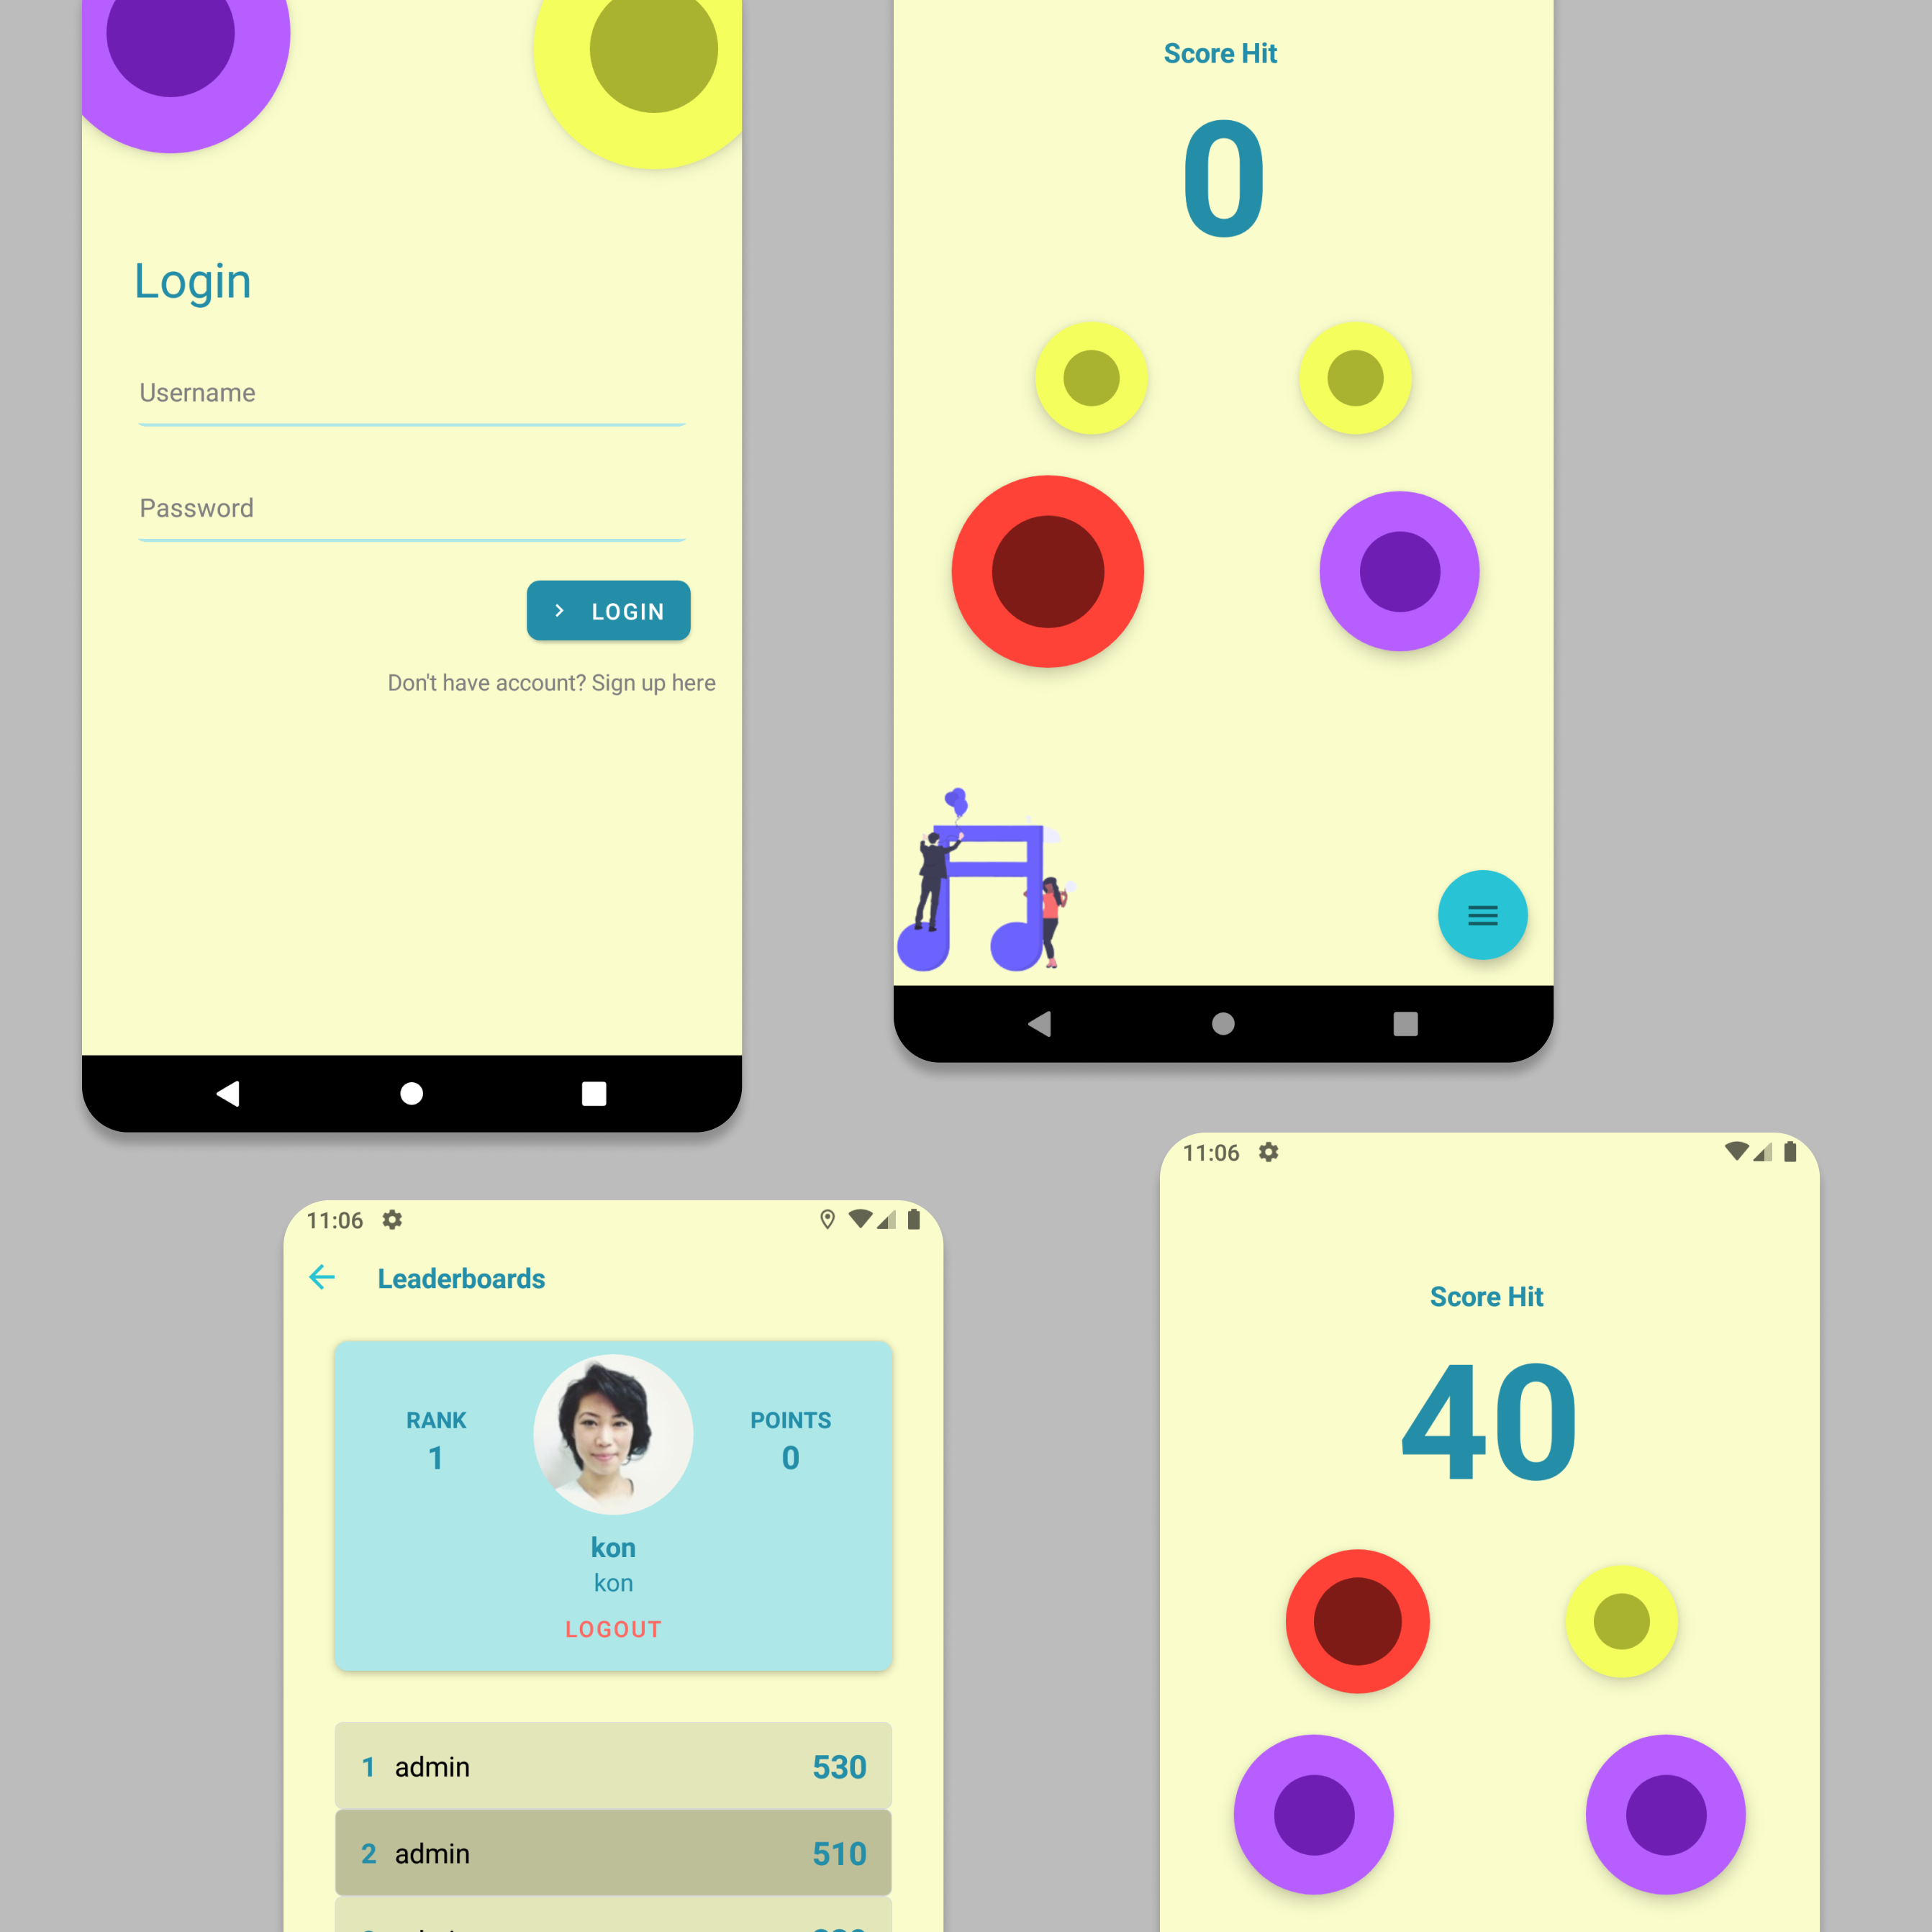 Login
Username
Password
LOGIN
Don't have account? Sign up here
Score Hit
0
11:06
Leaderboards
RANK
1
POINTS
0
kon
kon
LOGOUT
1 admin 530
2 admin 510
11:06
Score Hit
40